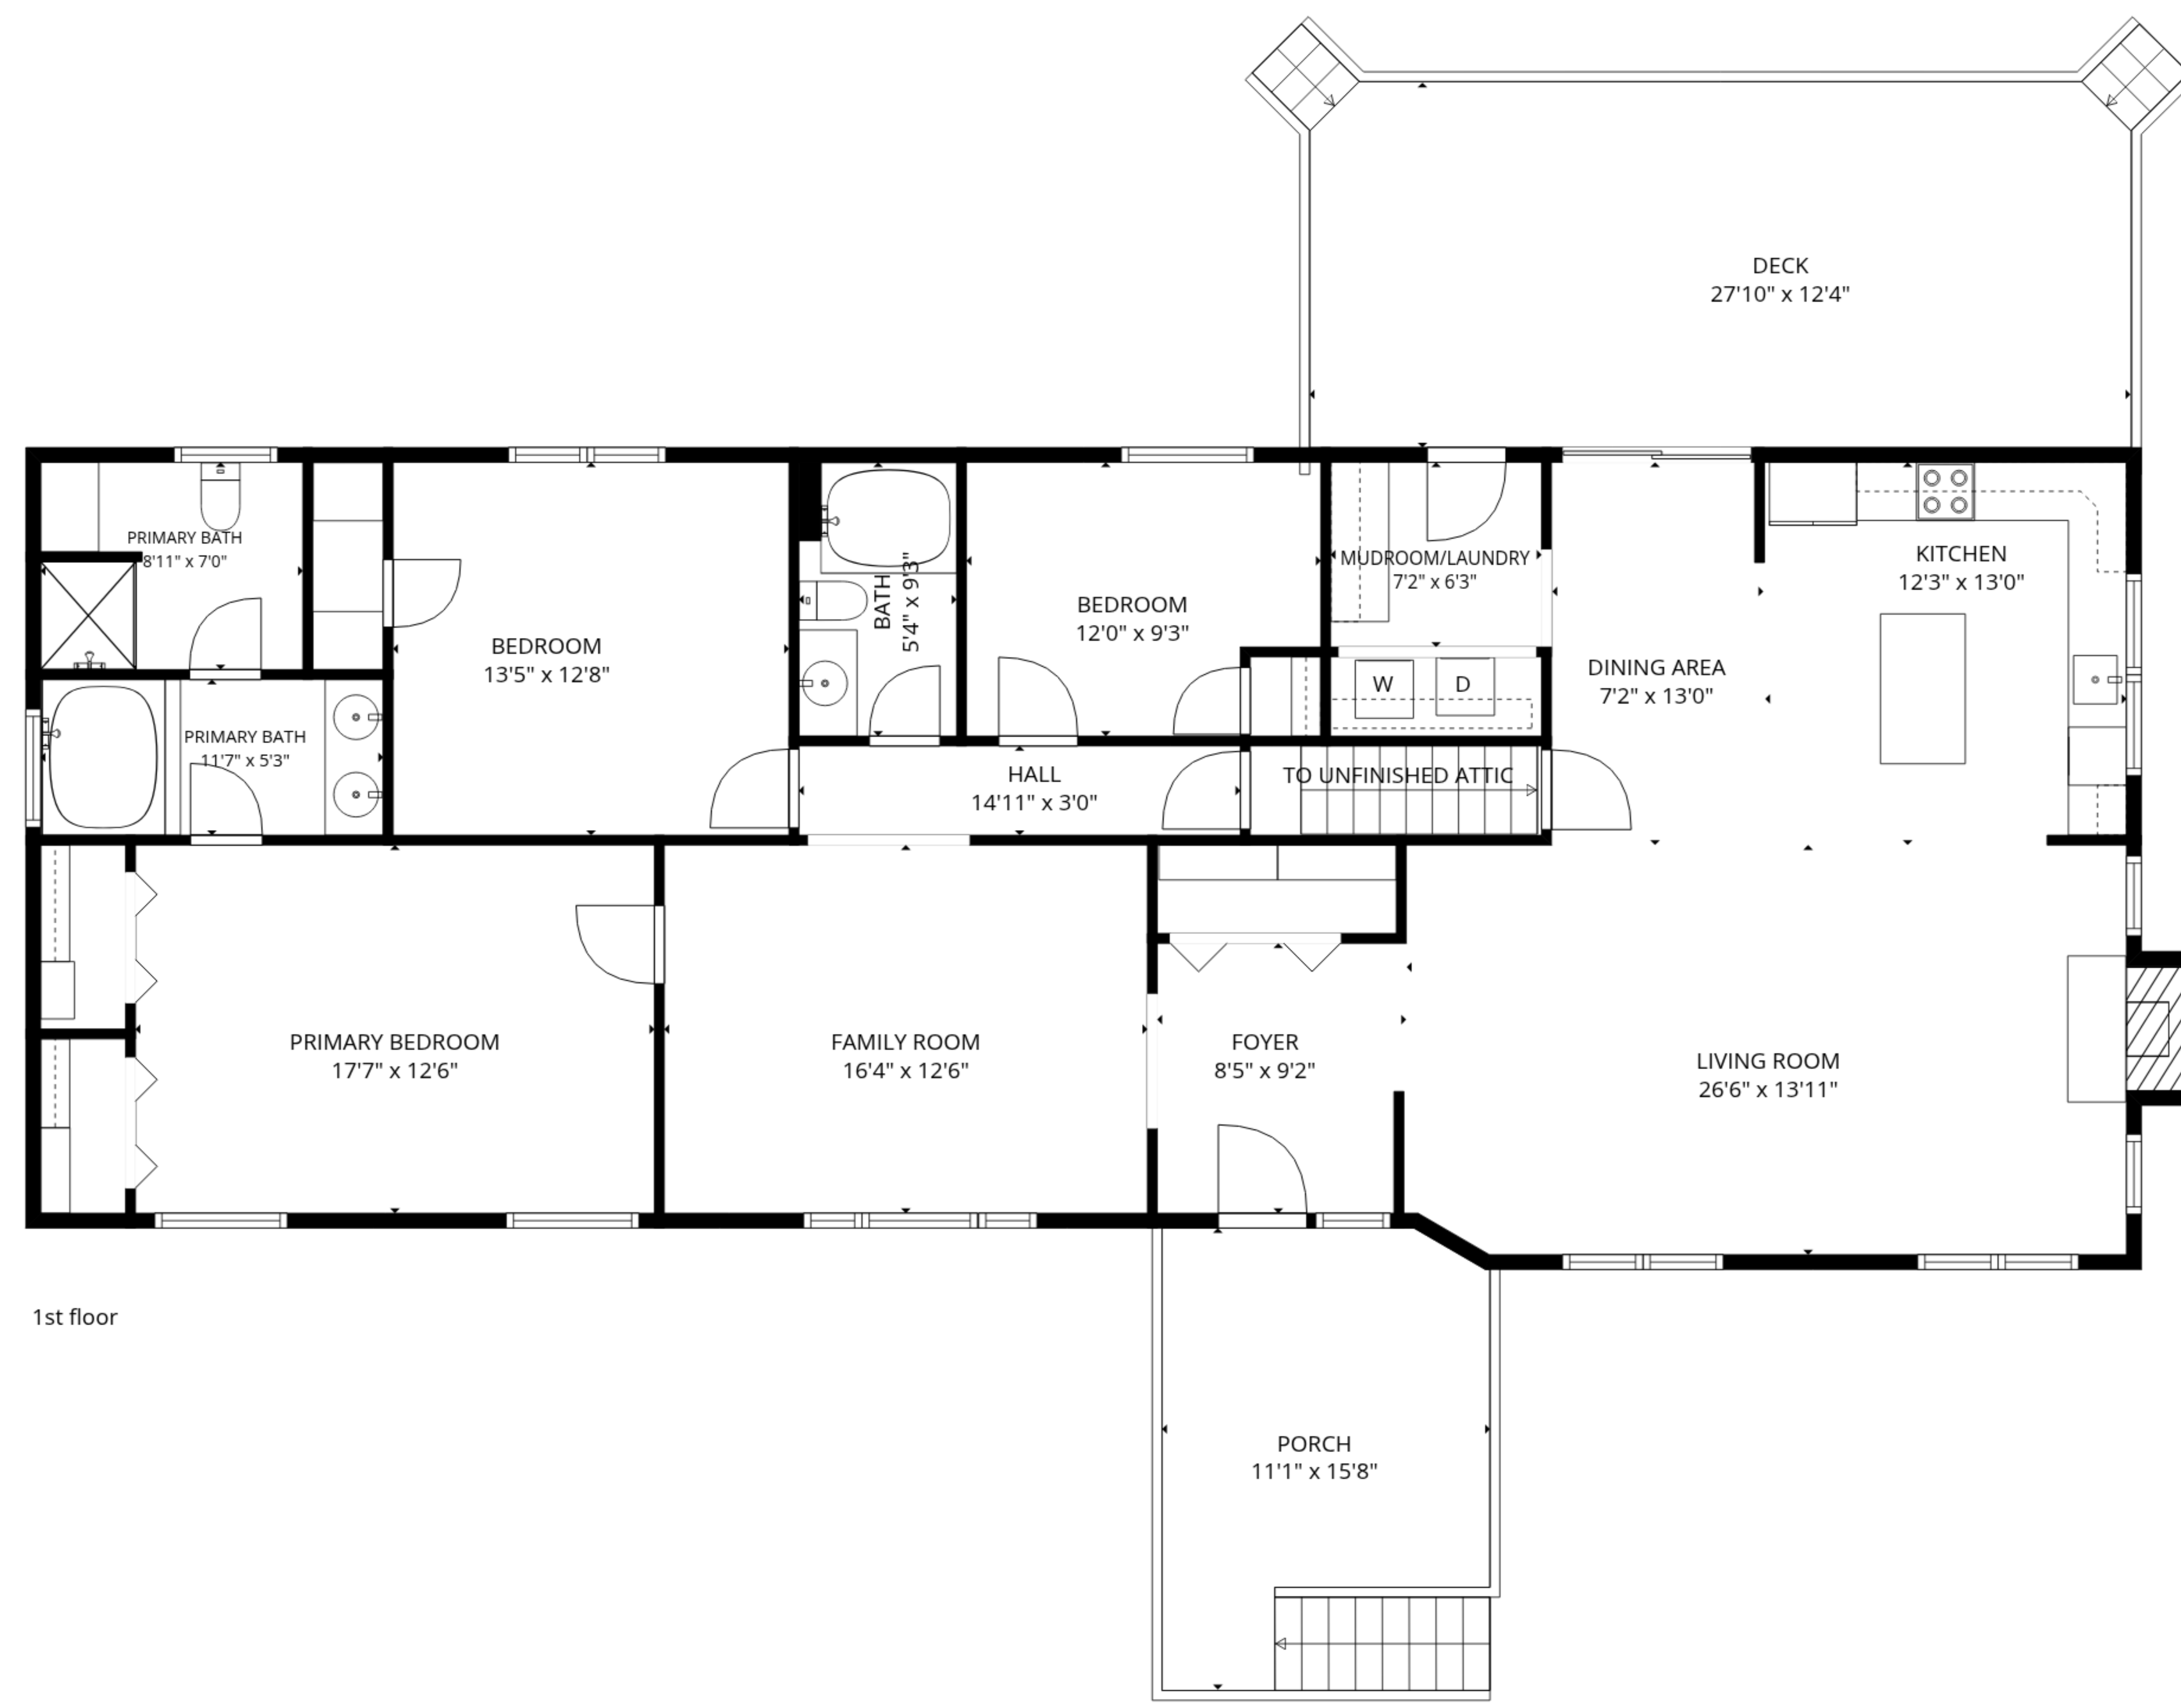 DECK
27'10" x 12'4"
PRIMARY BATH
8'11" x 7'0"
BEDROOM
13'5" x 12'8"
BATH
5'4" x 9'3"
BEDROOM
12'0" x 9'3"
MUDROOM/LAUNDRY
7'2" x 6'3"
W
D
DINING AREA
7'2" x 13'0"
KITCHEN
12'3" x 13'0"
PRIMARY BATH
11'7" x 5'3"
HALL
14'11" x 3'0"
TO UNFINISHED ATTIC
PRIMARY BEDROOM
17'7" x 12'6"
FAMILY ROOM
16'4" x 12'6"
FOYER
8'5" x 9'2"
LIVING ROOM
26'6" x 13'11"
1st floor
PORCH
11'1" x 15'8"